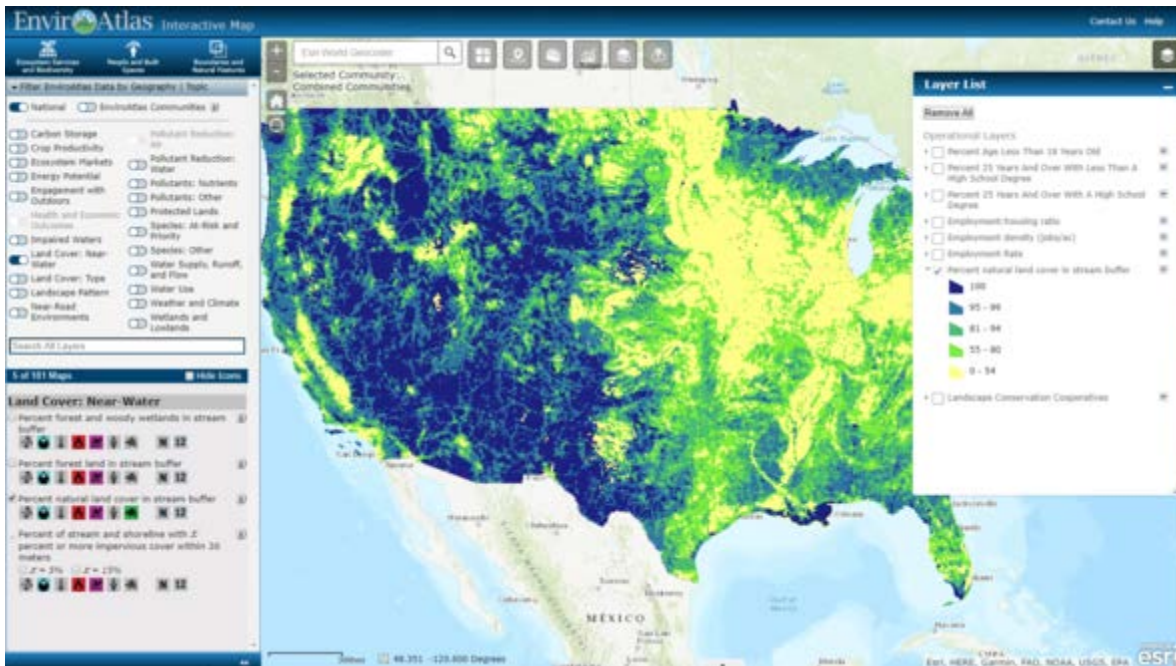 EnviroAtlas Interactive Map
Contact Us Help
Ecosystem Services and Biodiversity
People and Built Spaces
Boundaries and Natural Features
Filter EnviroAtlas Data by Geography | Topic
National
EnviroAtlas Communities
Carbon Storage
Crop Productivity
Ecosystem Markets
Energy Potential
Engagement with
Outdoors
Health and Economic
Outcomes
Impaired Waters
Land Cover: Near-
Water
Land Cover: Type
Landscape Pattern
Near-Road
Environments
Pollutant Reduction:
Air
Pollutant Reduction:
Water
Pollutants: Nutrients
Pollutants: Other
Protected Lands
Species: At-Risk and
Priority
Species: Other
Water Supply, Runoff,
and Flow
Water Use
Weather and Climate
Wetlands and
Lowlands
Search All Layers
5 of 181 Maps
Hide Icons
Land Cover: Near-Water
Percent forest and woody wetlands in stream
buffer
N 12
Percent forest land in stream buffer
N 12
Percent natural land cover in stream buffer
N 12
Percent of stream and shoreline with X
percent or more impervious cover within 30
meters
N 12
Esri World Geocoder
Selected Community:
Combined Communities
Layer List
Remove All
Operational Layers
Percent Age Less Than 18 Years Old
Percent 25 Years And Over With Less Than A
High School Degree
Percent 25 Years And Over With A High School
Degree
Employment housing ratio
Employment density (jobs/ac)
Employment Rate
Percent natural land cover in stream buffer
100
95 - 99
81 - 94
55 - 80
0 - 54
Landscape Conservation Cooperatives
Jacksonville
Orleans
Miami
MÉXICO
Esri, HERE, Garmin, FAO, NOAA, USGS, EPA
esri